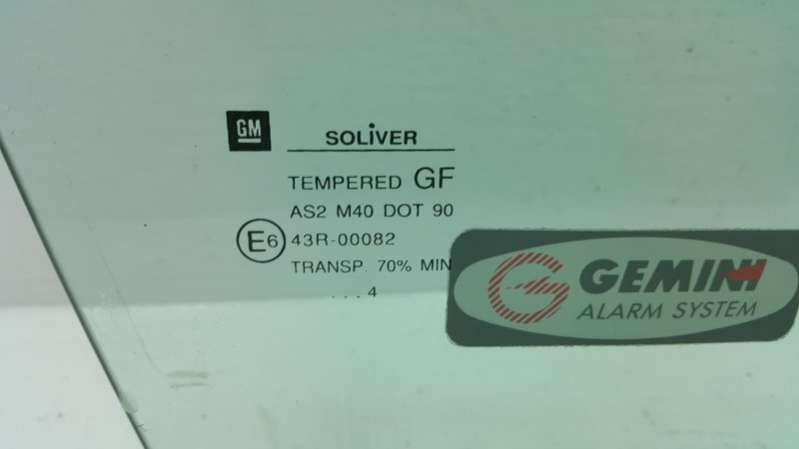 GM
SOLiVER
TEMPERED GF
AS2 M40 DOT 90
E6 43R-00082
TRANSP. 70% MIN
...4
G GEMINI
ALARM SYSTEM